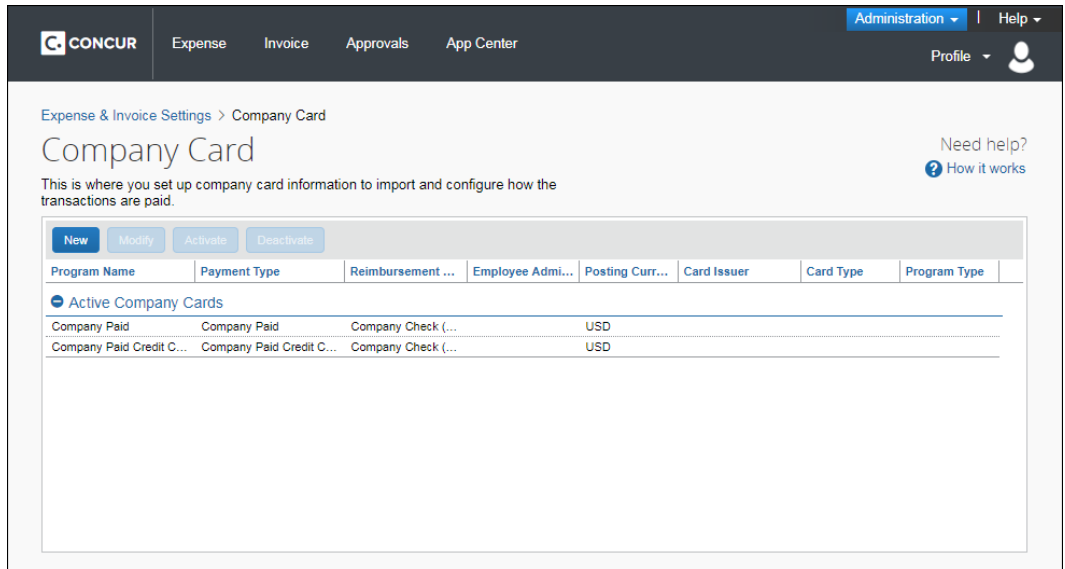 Administration | Help
C. CONCUR Expense Invoice Approvals App Center
Profile
Expense & Invoice Settings > Company Card
Company Card
Need help?
? How it works
This is where you set up company card information to import and configure how the
transactions are paid.
New Modify Activate Deactivate
Program Name Payment Type Reimbursement ... Employee Admi... Posting Curr... Card Issuer Card Type Program Type
Active Company Cards
Company Paid Company Paid Company Check (... USD
Company Paid Credit C... Company Paid Credit C... Company Check (... USD